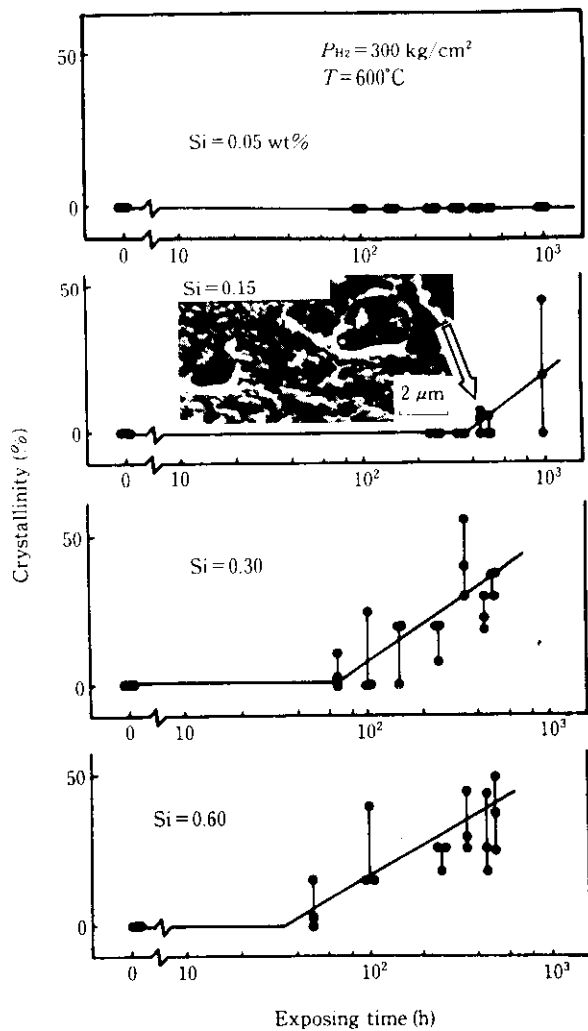 50
0
P_H2 = 300 kg/cm²
T = 600°C
Si = 0.05 wt%
0 10 10² 10³
50
0
Si = 0.15
2 μm
0 10 10² 10³
Crystallinity (%)
50
0
Si = 0.30
0 10 10² 10³
50
0
Si = 0.60
0 10 10² 10³
Exposing time (h)